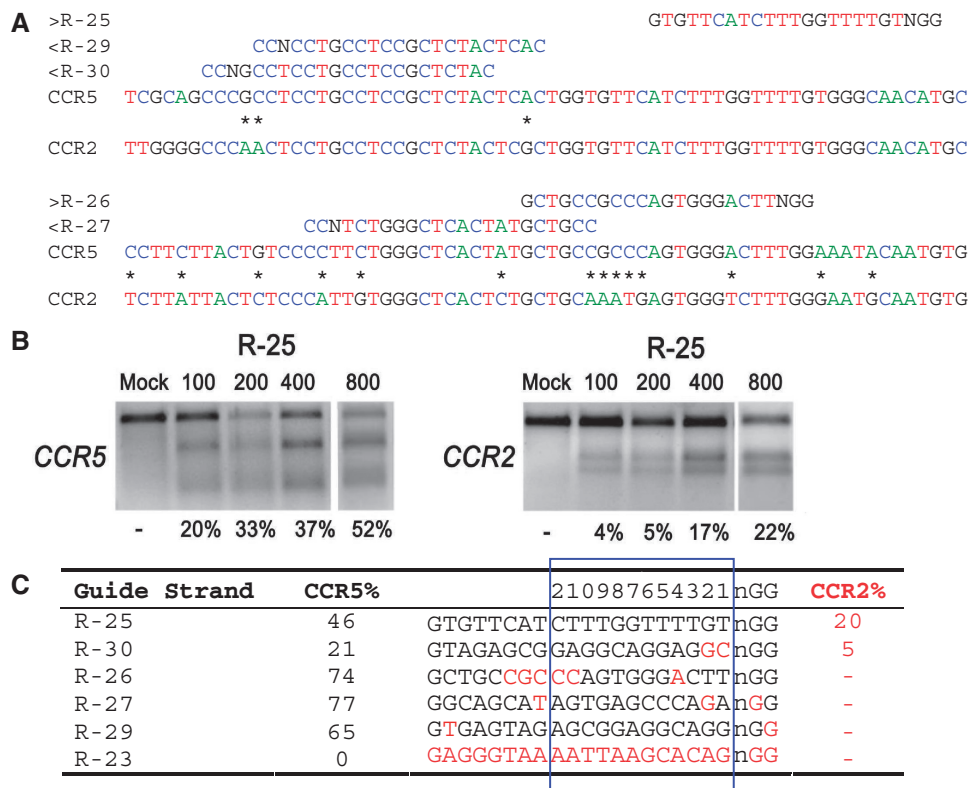 A
>R-25 GTGTTCATCTTTGGTTTTGTNGG
<R-29 CCNCCTGCCTCCGCTCTACTCAC
<R-30 CCNGCCTCCTGCCTCCGCTCTAC
CCR5 TCGCAGCCCGCCTCCTGCCTCCGCTCTACTCACTGGTGTTCATCTTTGGTTTTGTGGGCAACATGC
** *
CCR2 TTGGGGCCCAACTCCTGCCTCCGCTCTACTCGCTGGTGTTCATCTTTGGTTTTGTGGGCAACATGC
>R-26 GCTGCCGCCCAGTGGGACTTNGG
<R-27 CCNTCTGGGCTCACTATGCTGCC
CCR5 CCTTCTTACTGTCCCCTTCTGGGCTCACTATGCTGCCGCCCAGTGGGACTTTGGAAATACAATGTG
* * * * * * ***** * * *
CCR2 TCTTATTACTCTCCCATTGTGGGCTCACTCTGCTGCAAATGAGTGGGTCTTTGGGAATGCAATGTG
B
R-25
Mock 100 200 400 800
CCR5
- 20% 33% 37% 52%
R-25
Mock 100 200 400 800
CCR2
- 4% 5% 17% 22%
C
Guide Strand CCR5% 210987654321nGG CCR2%
R-25 46 GTGTTCATCTTTGGTTTTGTnGG 20
R-30 21 GTAGAGCGGAGGCAGGAGGCnGG 5
R-26 74 GCTGCCGCCCAGTGGGACTTnGG -
R-27 77 GGCAGCATAGTGAGCCCAGAnGG -
R-29 65 GTGAGTAGAGCGGAGGCAGGnGG -
R-23 0 GAGGGTAAAATTAAGCACAGnGG -